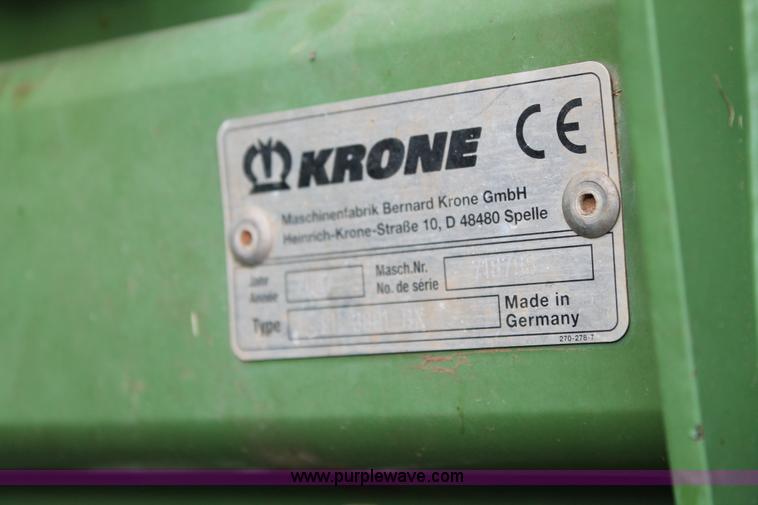 KRONE CE
Maschinenfabrik Bernard Krone GmbH
Heinrich-Krone-Straße 10, D 48480 Spelle
Jahr
Année
Masch.Nr.
No. de série
Type
Made in
Germany
270-278-7
www.purplewave.com